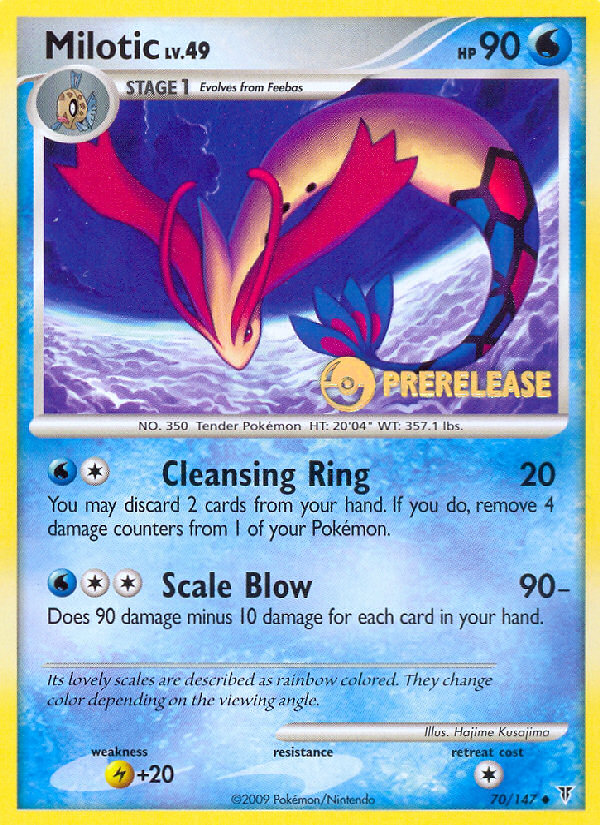 Milotic LV.49 HP 90
STAGE 1 Evolves from Feebas
PRERELEASE
NO. 350 Tender Pokémon HT: 20'04" WT: 357.1 lbs.
Cleansing Ring 20
You may discard 2 cards from your hand. If you do, remove 4
damage counters from 1 of your Pokémon.
Scale Blow 90–
Does 90 damage minus 10 damage for each card in your hand.
Its lovely scales are described as rainbow colored. They change
color depending on the viewing angle.
Illus. Hajime Kusajima
weakness resistance retreat cost
+20
©2009 Pokémon/Nintendo 70/147